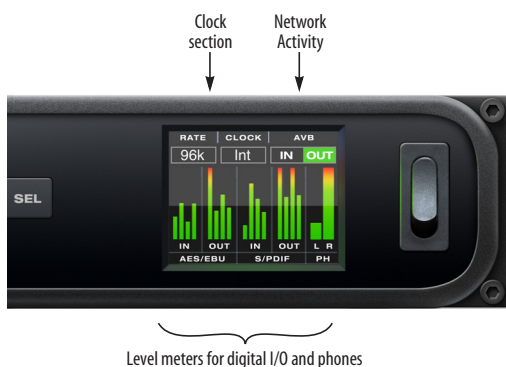 Clock section
Network Activity
RATE CLOCK AVB
96k Int IN OUT
SEL
IN OUT IN OUT L R
AES/EBU S/PDIF PH
Level meters for digital I/O and phones